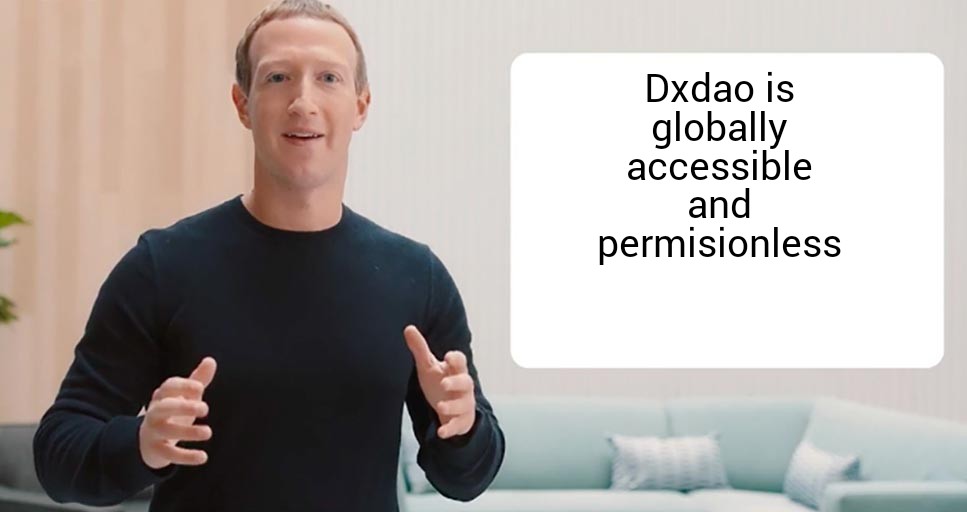 Dxdao is
globally
accessible
and
permisionless